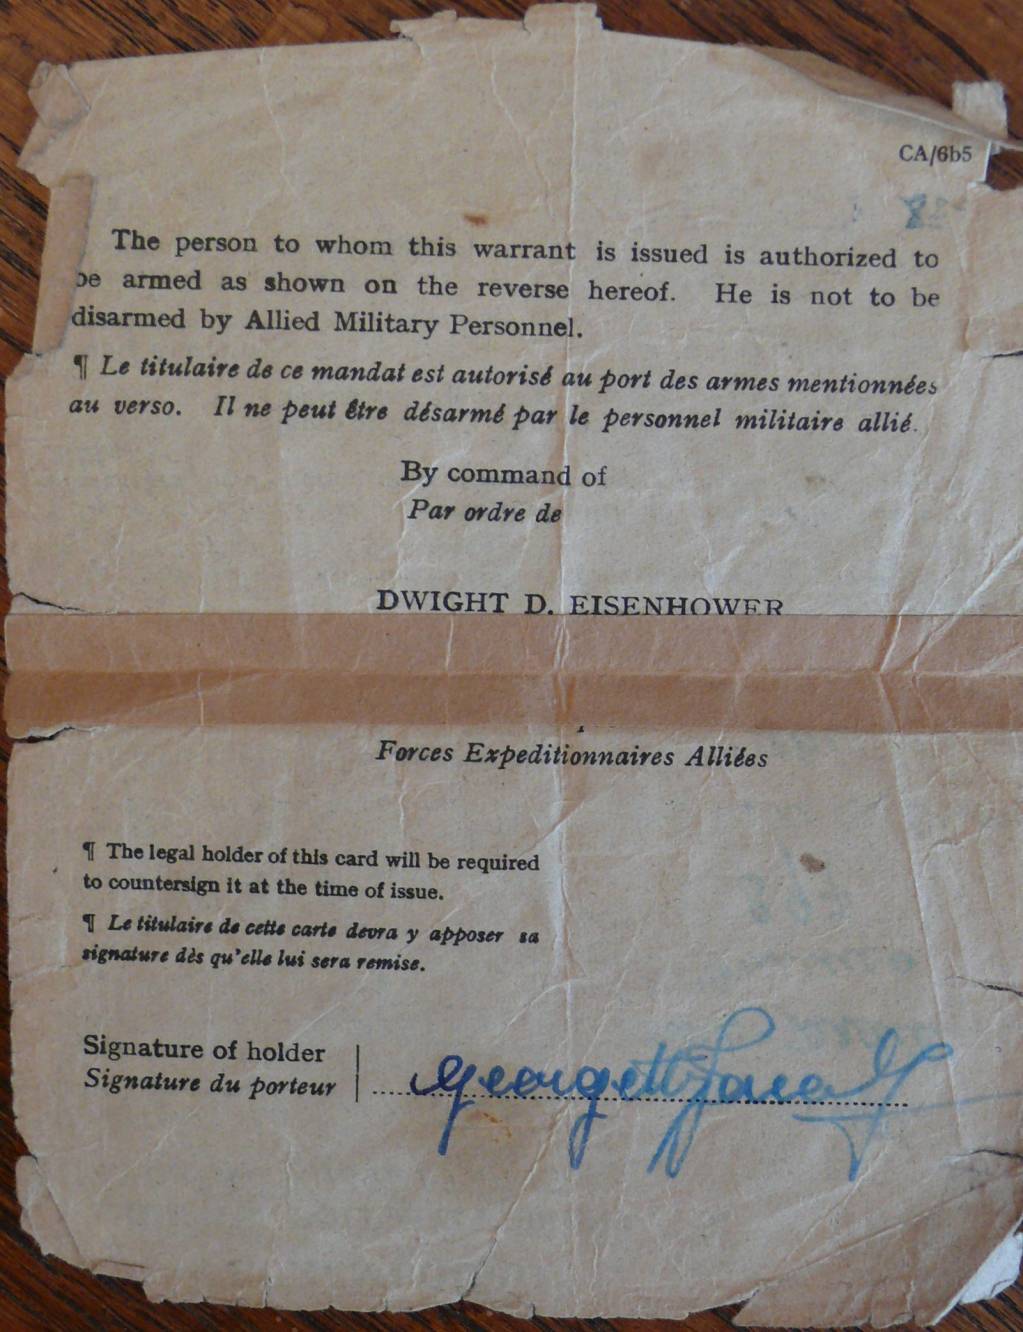 CA/6b5
The person to whom this warrant is issued is authorized to
be armed as shown on the reverse hereof. He is not to be
disarmed by Allied Military Personnel.
¶ Le titulaire de ce mandat est autorisé au port des armes mentionnées
au verso. Il ne peut être désarmé par le personnel militaire allié.
By command of
Par ordre de
DWIGHT D. EISENHOWER
Forces Expeditionnaires Alliées
¶ The legal holder of this card will be required
to countersign it at the time of issue.
¶ Le titulaire de cette carte devra y apposer sa
signature dès qu'elle lui sera remise.
Signature of holder
Signature du porteur